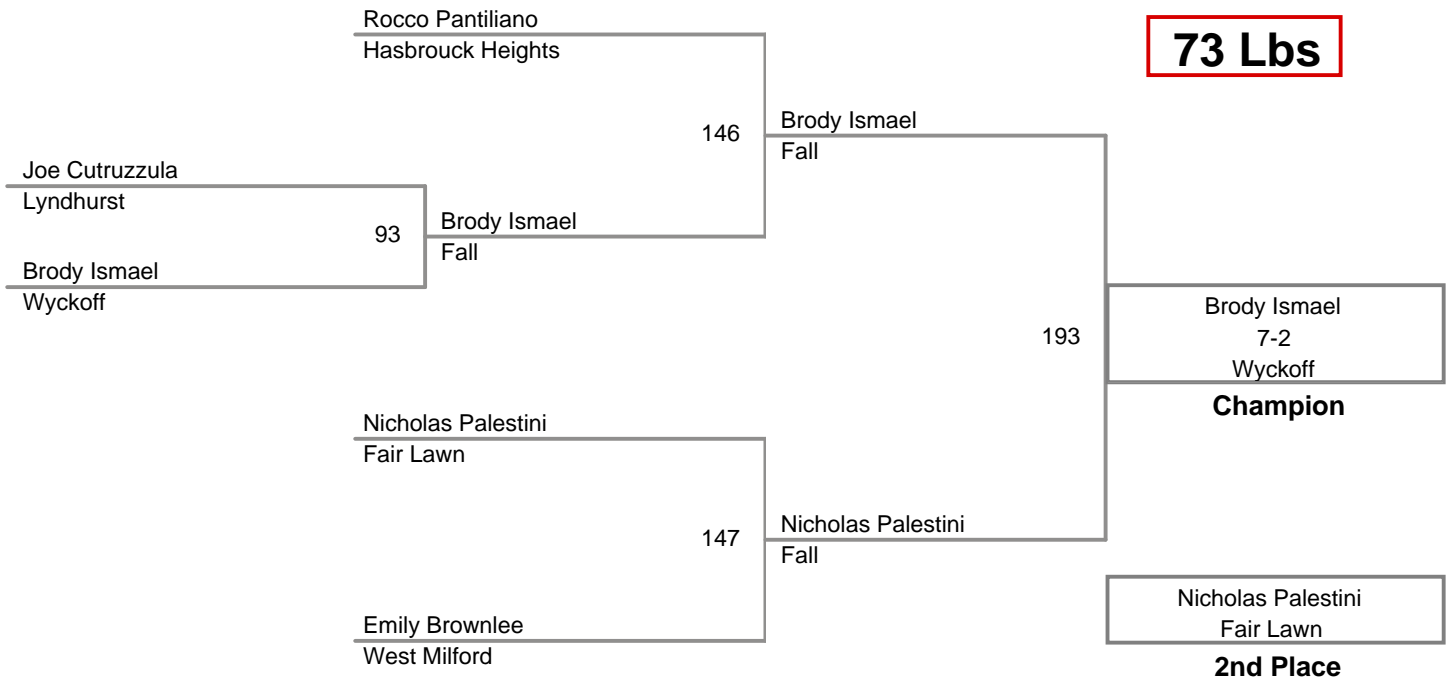 Rocco Pantiliano
Hasbrouck Heights
73 Lbs
146
Brody Ismael
Fall
Joe Cutruzzula
Lyndhurst
93
Brody Ismael
Fall
Brody Ismael
Wyckoff
193
Brody Ismael
7-2
Wyckoff
Champion
Nicholas Palestini
Fair Lawn
147
Nicholas Palestini
Fall
Emily Brownlee
West Milford
Nicholas Palestini
Fair Lawn
2nd Place